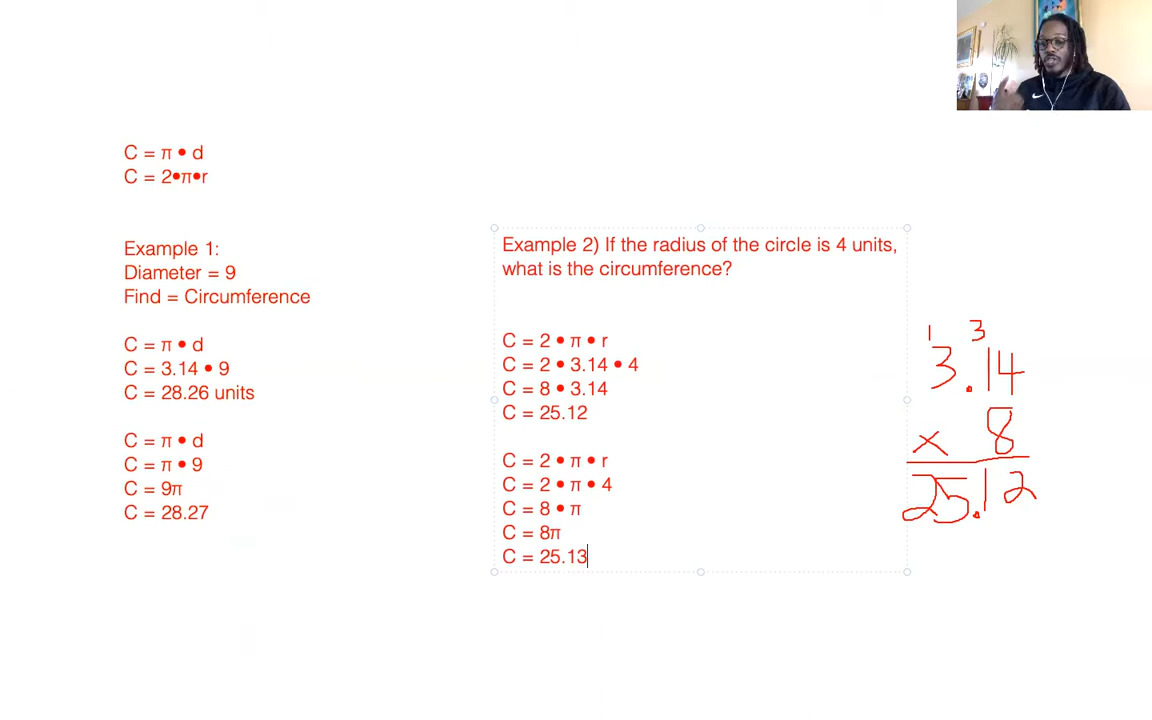 C = π • d
C = 2•π•r
Example 1:
Diameter = 9
Find = Circumference
C = π • d
C = 3.14 • 9
C = 28.26 units
C = π • d
C = π • 9
C = 9π
C = 28.27
Example 2) If the radius of the circle is 4 units,
what is the circumference?
C = 2 • π • r
C = 2 • 3.14 • 4
C = 8 • 3.14
C = 25.12
C = 2 • π • r
C = 2 • π • 4
C = 8 • π
C = 8π
C = 25.13
1 3
3.14
x 8
25.12